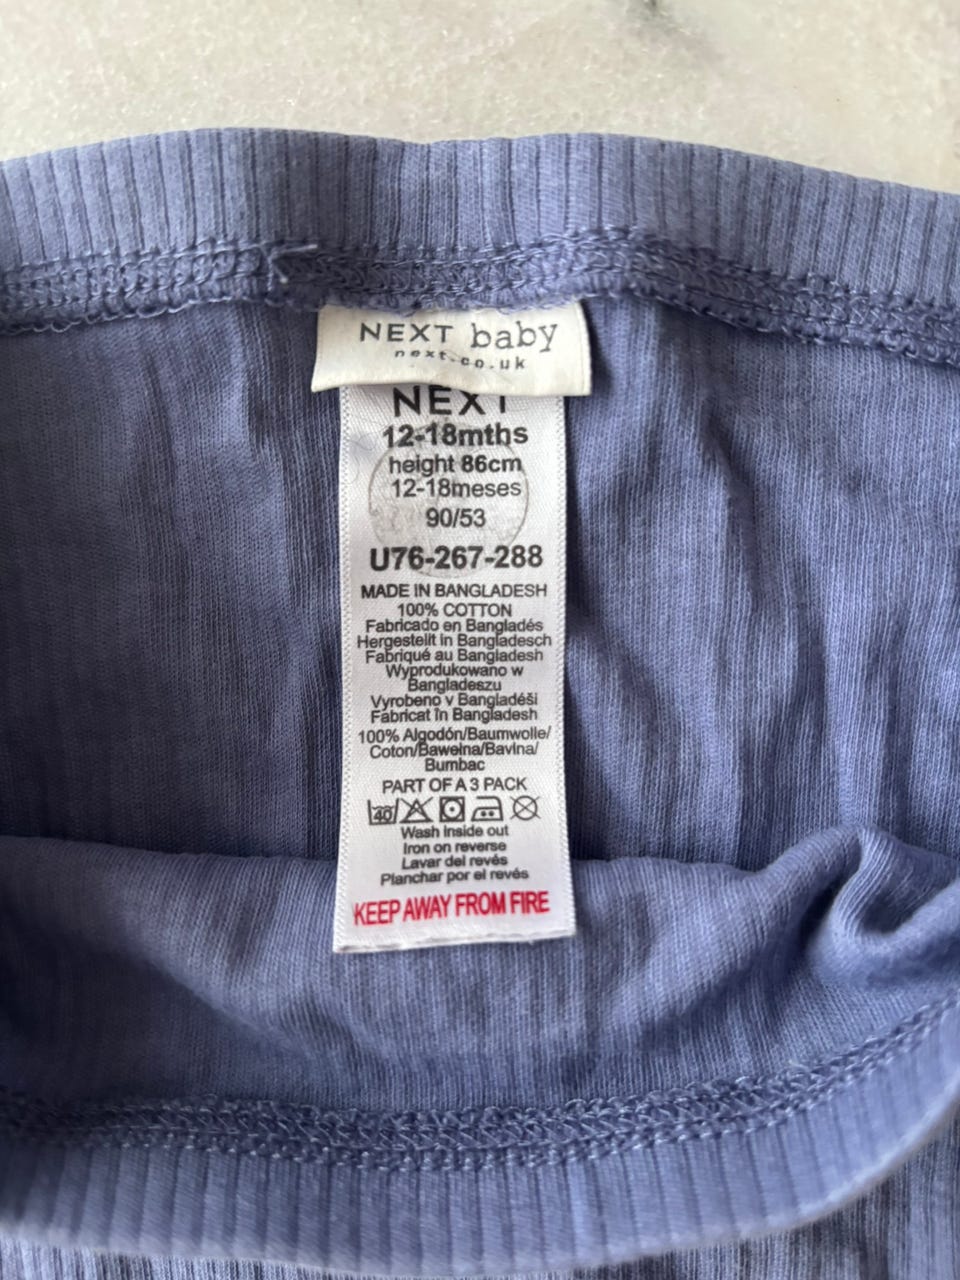 NEXT baby
next.co.uk
NEXT
12-18mths
height 86cm
12-18meses
90/53
U76-267-288
MADE IN BANGLADESH
100% COTTON
Fabricado en Bangladés
Hergestellt in Bangladesch
Fabriqué au Bangladesh
Wyprodukowano w
Bangladeszu
Vyrobeno v Bangladéši
Fabricat în Bangladesh
100% Algodón/Baumwolle/
Coton/Bawełna/Bavlna/
Bumbac
PART OF A 3 PACK
40
Wash inside out
Iron on reverse
Lavar del revés
Planchar por el revés
KEEP AWAY FROM FIRE